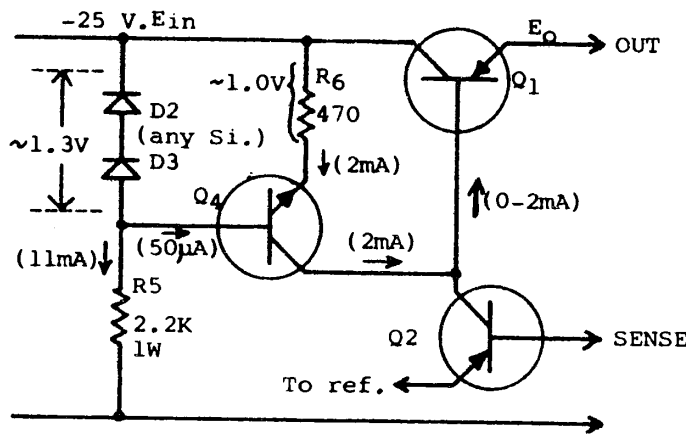 -25 V.Ein
E_O
OUT
~1.0V
R6
470
Q1
D2
(any Si.)
D3
~1.3V
(2mA)
(0-2mA)
Q4
(50µA)
(2mA)
(11mA)
R5
2.2K
1W
Q2
SENSE
To ref.